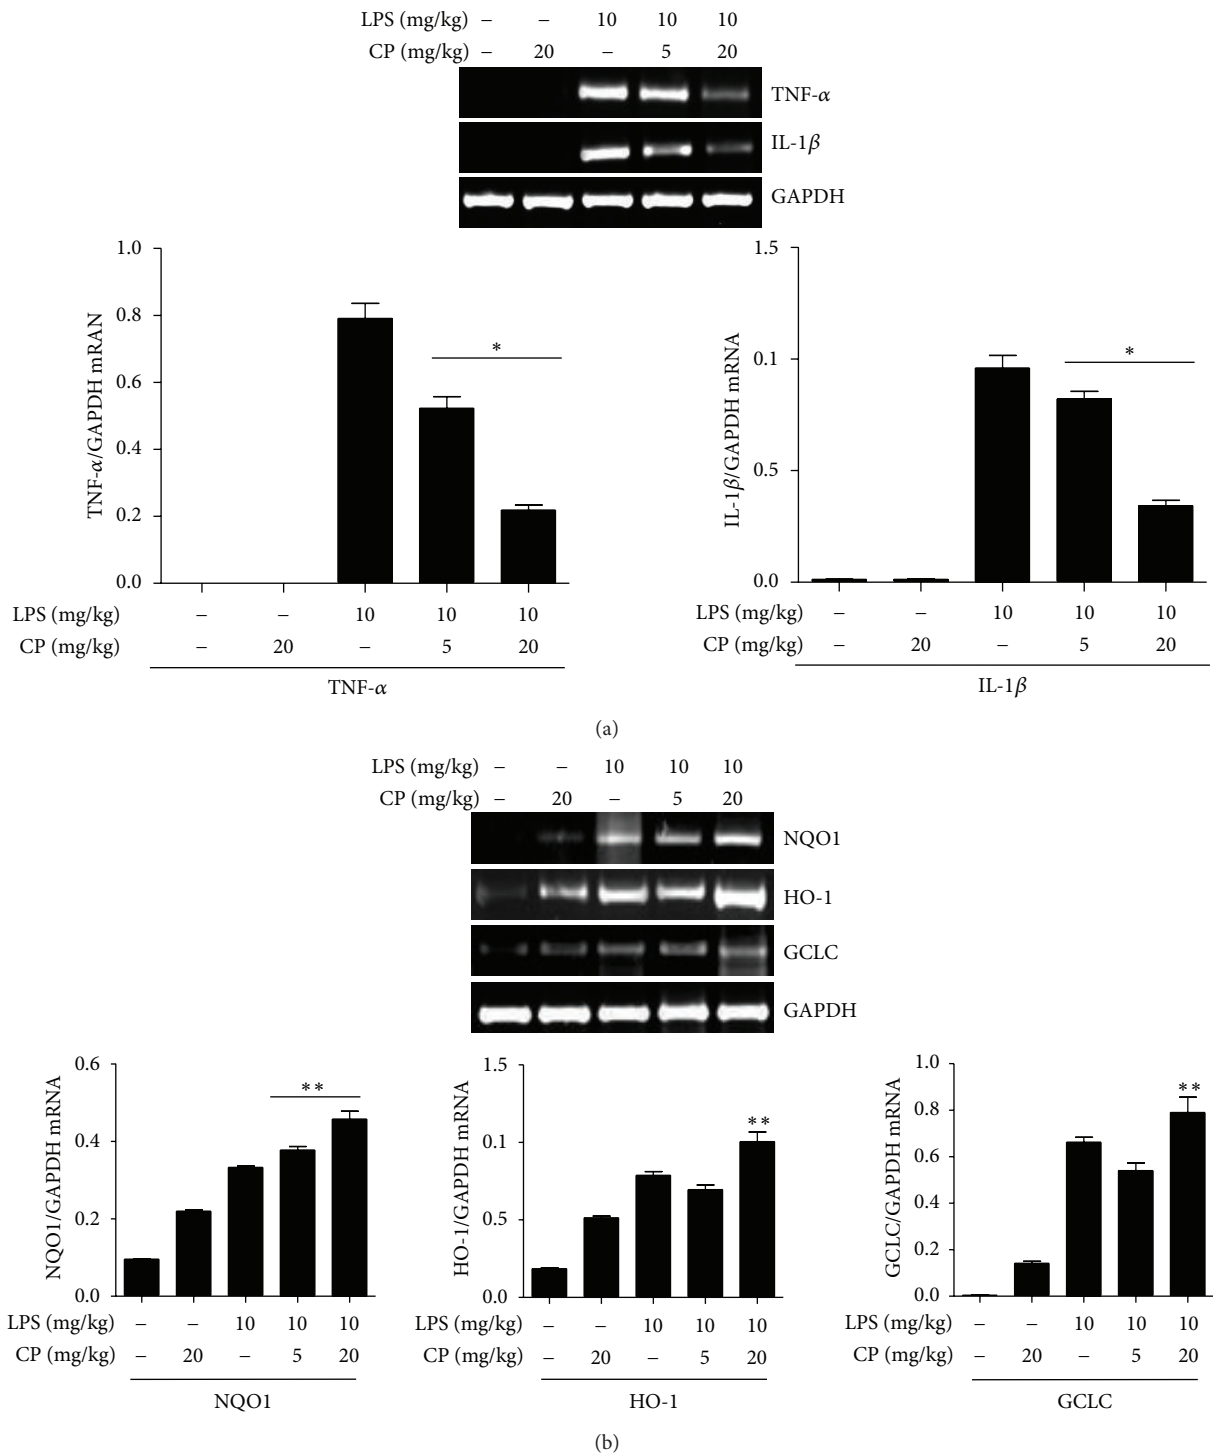 LPS (mg/kg) – – 10 10 10
CP (mg/kg) – 20 – 5 20
TNF-α
IL-1β
GAPDH
TNF-α/GAPDH mRAN
1.0
0.8
0.6
0.4
0.2
0.0
*
LPS (mg/kg) – – 10 10 10
CP (mg/kg) – 20 – 5 20
TNF-α
IL-1β/GAPDH mRNA
1.5
0.1
0.5
0.0
*
LPS (mg/kg) – – 10 10 10
CP (mg/kg) – 20 – 5 20
IL-1β
(a)
LPS (mg/kg) – – 10 10 10
CP (mg/kg) – 20 – 5 20
NQO1
HO-1
GCLC
GAPDH
NQO1/GAPDH mRNA
0.6
0.4
0.2
0.0
**
LPS (mg/kg) – – 10 10 10
CP (mg/kg) – 20 – 5 20
NQO1
HO-1/GAPDH mRNA
1.5
0.1
0.5
0.0
**
LPS (mg/kg) – – 10 10 10
CP (mg/kg) – 20 – 5 20
HO-1
GCLC/GAPDH mRNA
1.0
0.8
0.6
0.4
0.2
0.0
**
LPS (mg/kg) – – 10 10 10
CP (mg/kg) – 20 – 5 20
GCLC
(b)